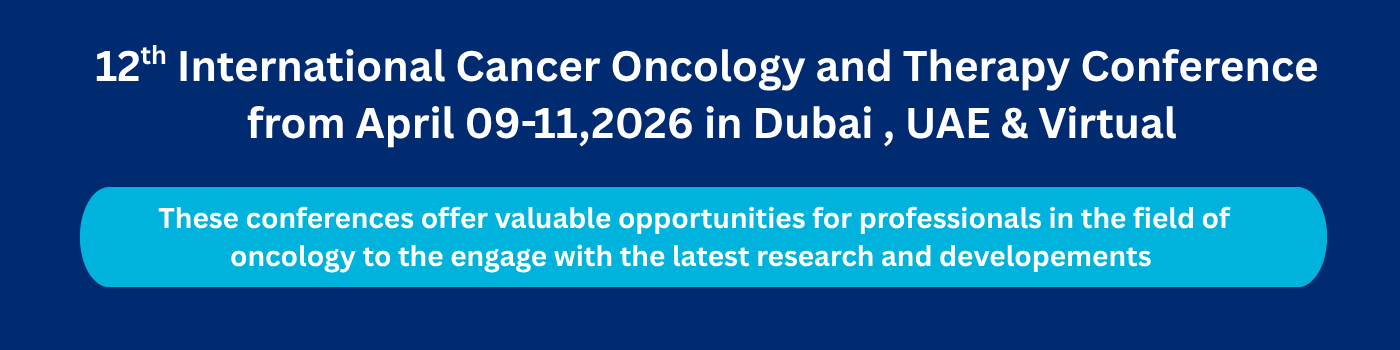 12th International Cancer Oncology and Therapy Conference
from April 09-11,2026 in Dubai , UAE & Virtual
These conferences offer valuable opportunities for professionals in the field of
oncology to the engage with the latest research and developements